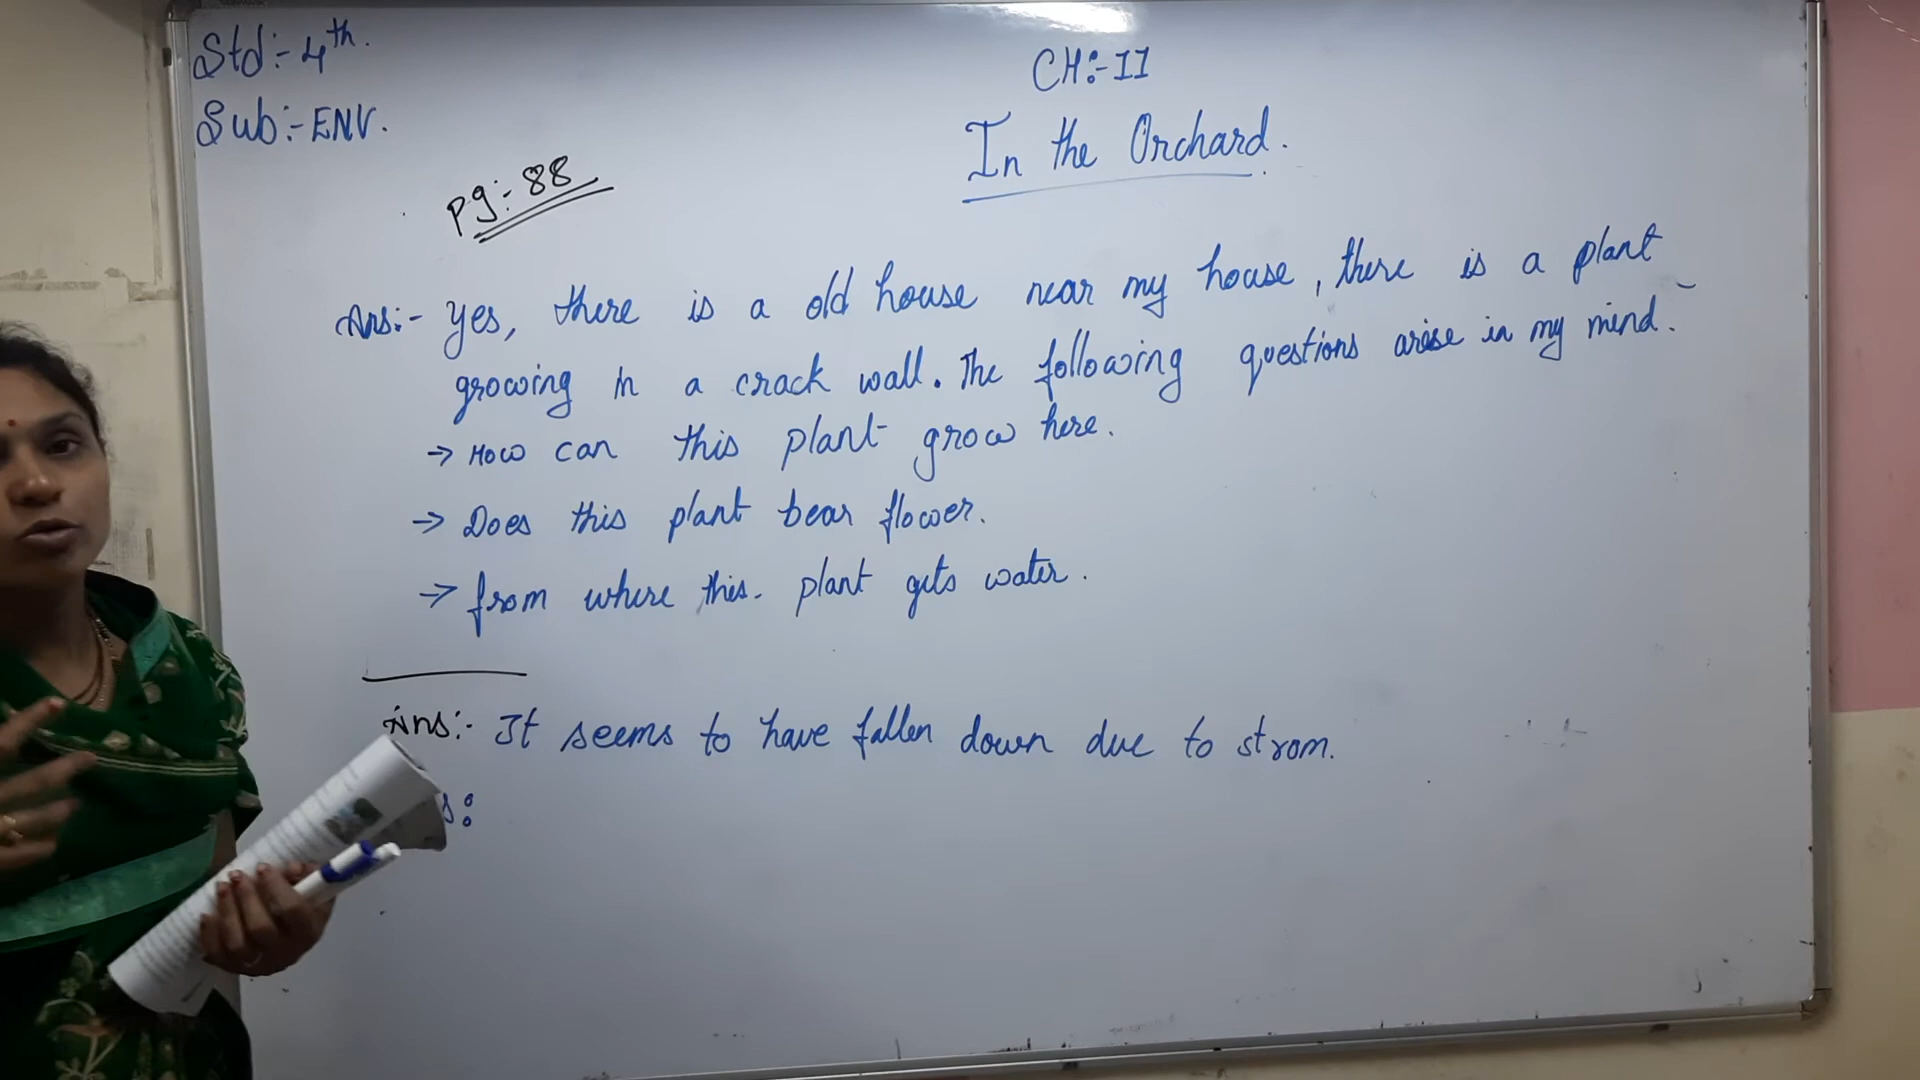 Std:- 4th.
CH:- II
Sub:- ENV.
In the Orchard.
pg:- 88
Ans:- Yes, there is a old house near my house, there is a plant
growing in a crack wall. The following questions arise in my mind.
→ How can this plant grow here.
→ Does this plant bear flower.
→ from where this. plant gets water.
Ans:- It seems to have fallen down due to strom.
s: